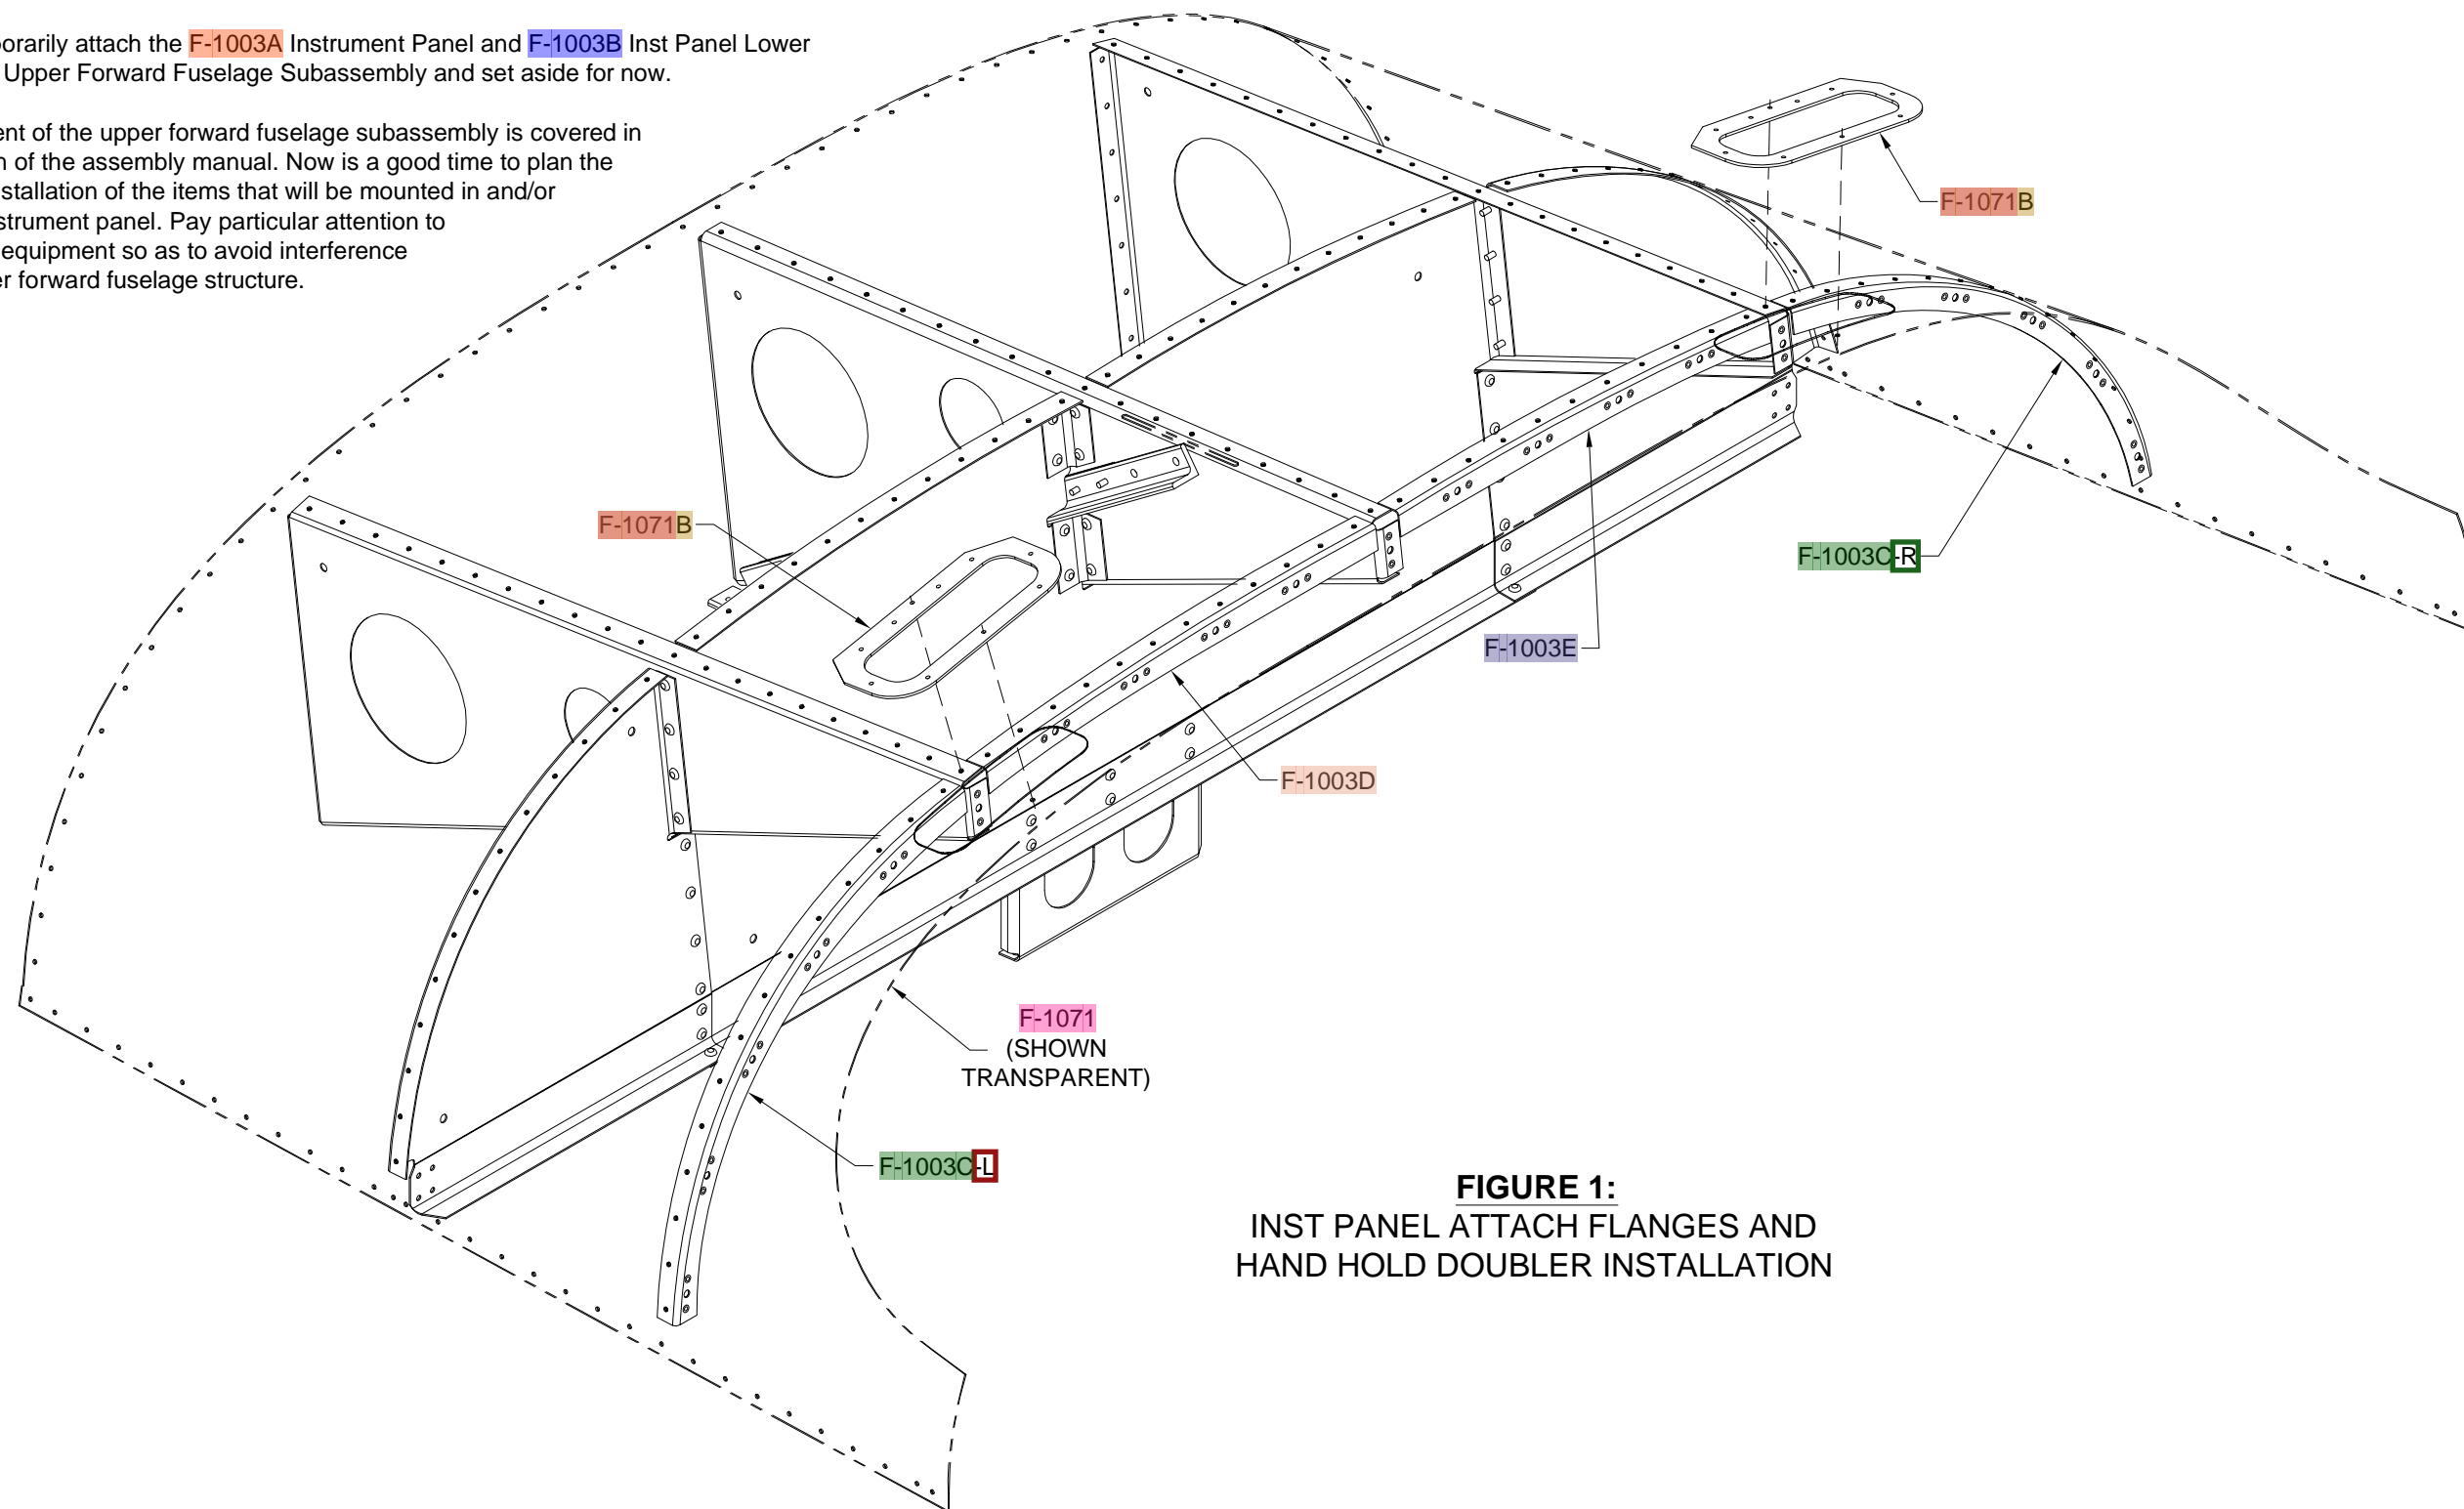 porarily attach the F-1003A Instrument Panel and F-1003B Inst Panel Lower
Upper Forward Fuselage Subassembly and set aside for now.
ent of the upper forward fuselage subassembly is covered in
n of the assembly manual. Now is a good time to plan the
nstallation of the items that will be mounted in and/or
strument panel. Pay particular attention to
equipment so as to avoid interference
er forward fuselage structure.
F-1071B
F-1071B
F-1003C-R
F-1003E
F-1003D
F-1071
(SHOWN
TRANSPARENT)
F-1003C-L
FIGURE 1:
INST PANEL ATTACH FLANGES AND
HAND HOLD DOUBLER INSTALLATION